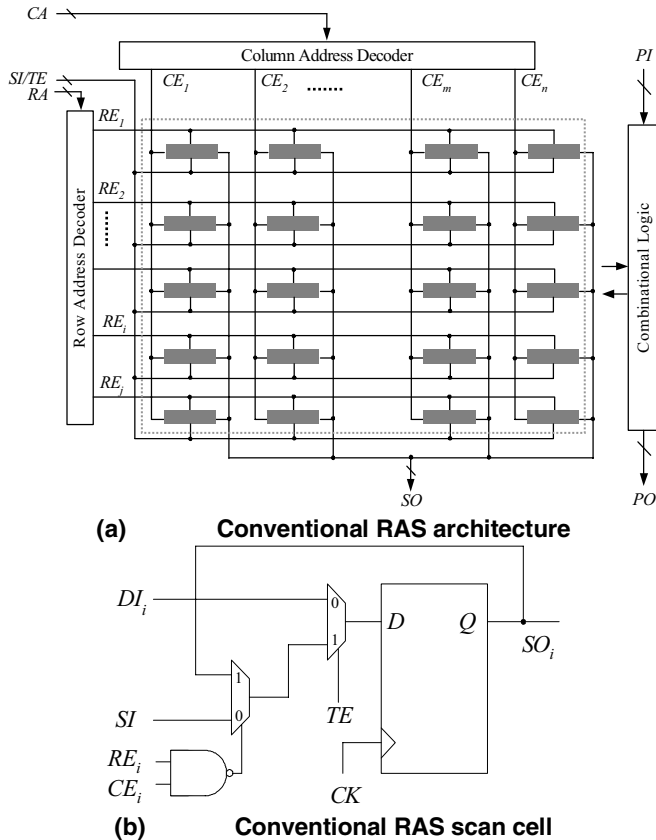 CA
Column Address Decoder
SI/TE
RA
CE1 CE2 ....... CEm CEn
PI
RE1
RE2
.......
REi
REj
Row Address Decoder
Combinational Logic
SO
PO
(a) Conventional RAS architecture
DIi
0
1
D Q
SOi
1
0
SI
TE
REi
CEi
CK
(b) Conventional RAS scan cell